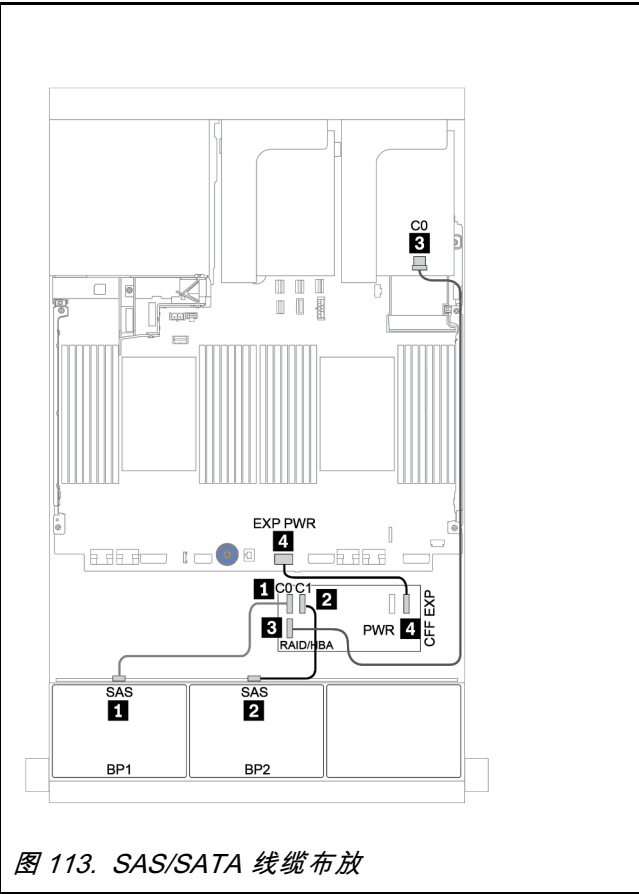 C0
3
EXP PWR
4
1 C0 C1 2
3 PWR 4
RAID/HBA
CFF EXP
SAS SAS
1 2
BP1 BP2
图 113. SAS/SATA 线缆布放